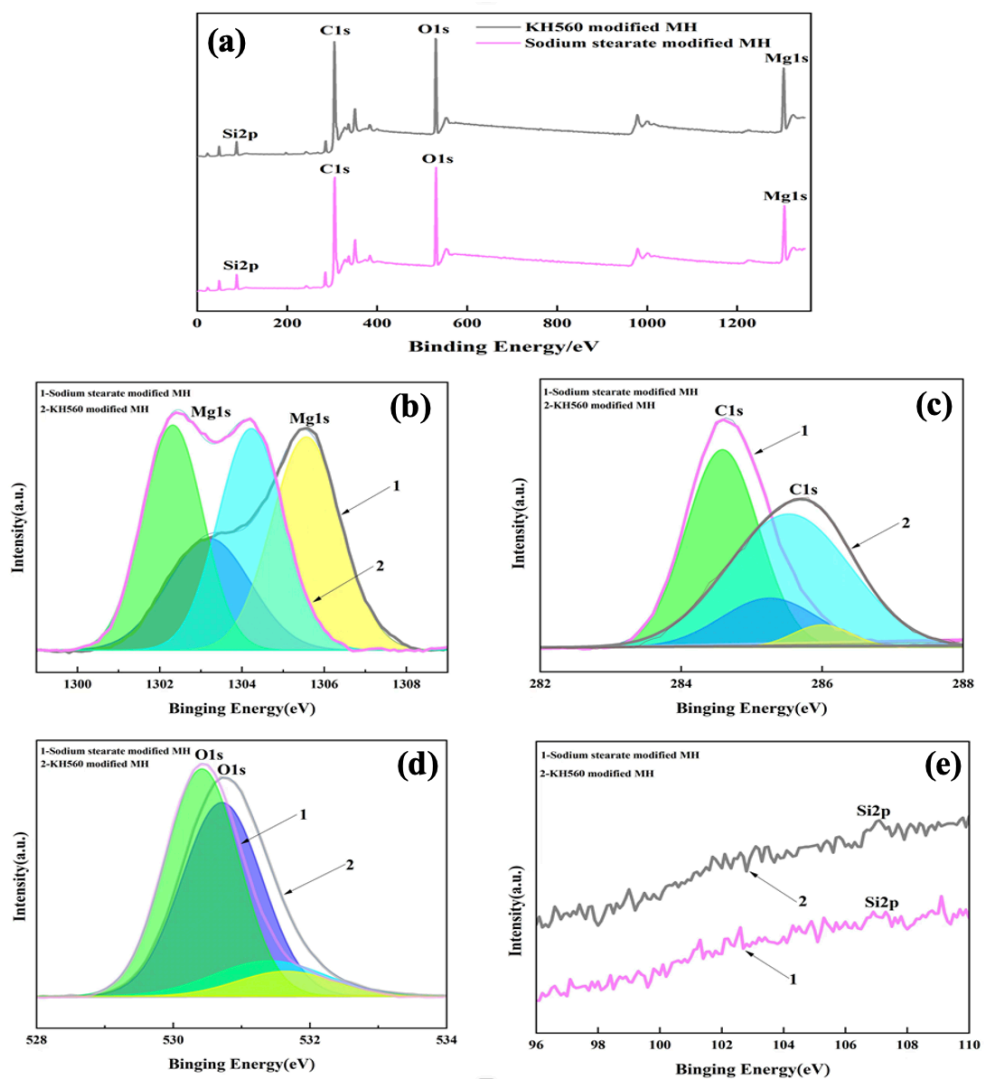 (a)
KH560 modified MH
Sodium stearate modified MH
C1s
O1s
Mg1s
Si2p
C1s
O1s
Mg1s
Si2p
0 200 400 600 800 1000 1200
Binding Energy/eV
(b)
1-Sodium stearate modified MH
2-KH560 modified MH
Mg1s
Mg1s
1
2
Intensity(a.u.)
1300 1302 1304 1306 1308
Binging Energy(eV)
(c)
1-Sodium stearate modified MH
2-KH560 modified MH
C1s
1
C1s
2
Intensity(a.u.)
282 284 286 288
Binging Energy(eV)
(d)
1-Sodium stearate modified MH
2-KH560 modified MH
O1s
O1s
1
2
Intensity(a.u.)
528 530 532 534
Binging Energy(eV)
(e)
1-Sodium stearate modified MH
2-KH560 modified MH
Si2p
2
Si2p
1
Intensity(a.u.)
96 98 100 102 104 106 108 110
Binging Energy(eV)